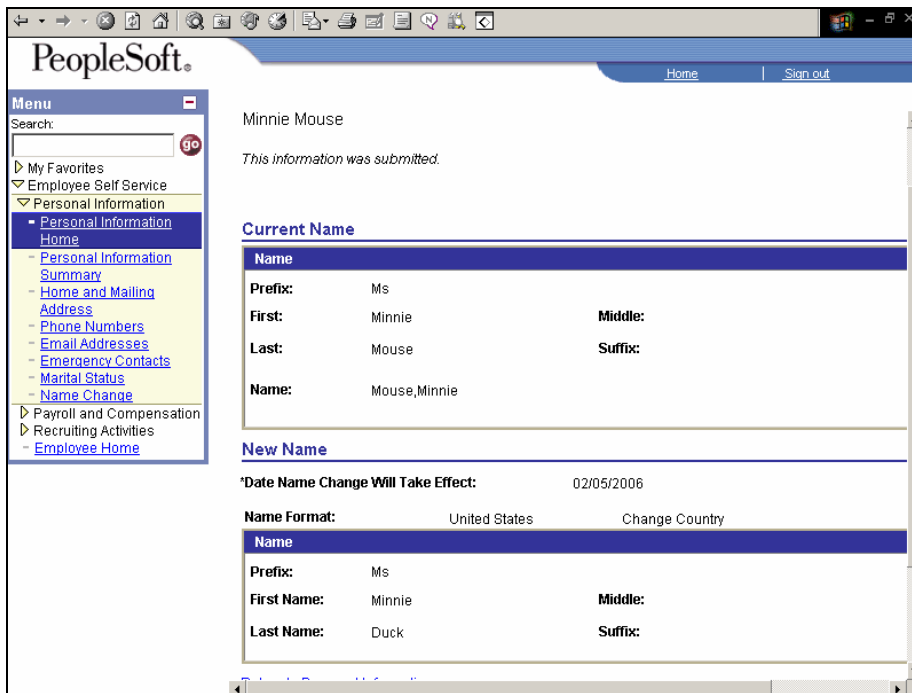 PeopleSoft®
Home | Sign out
Menu
Search:
go
My Favorites
Employee Self Service
Personal Information
Personal Information
Home
Personal Information
Summary
Home and Mailing
Address
Phone Numbers
Email Addresses
Emergency Contacts
Marital Status
Name Change
Payroll and Compensation
Recruiting Activities
Employee Home
Minnie Mouse
This information was submitted.
Current Name
Name
Prefix: Ms
First: Minnie Middle:
Last: Mouse Suffix:
Name: Mouse,Minnie
New Name
*Date Name Change Will Take Effect: 02/05/2006
Name Format: United States Change Country
Name
Prefix: Ms
First Name: Minnie Middle:
Last Name: Duck Suffix: